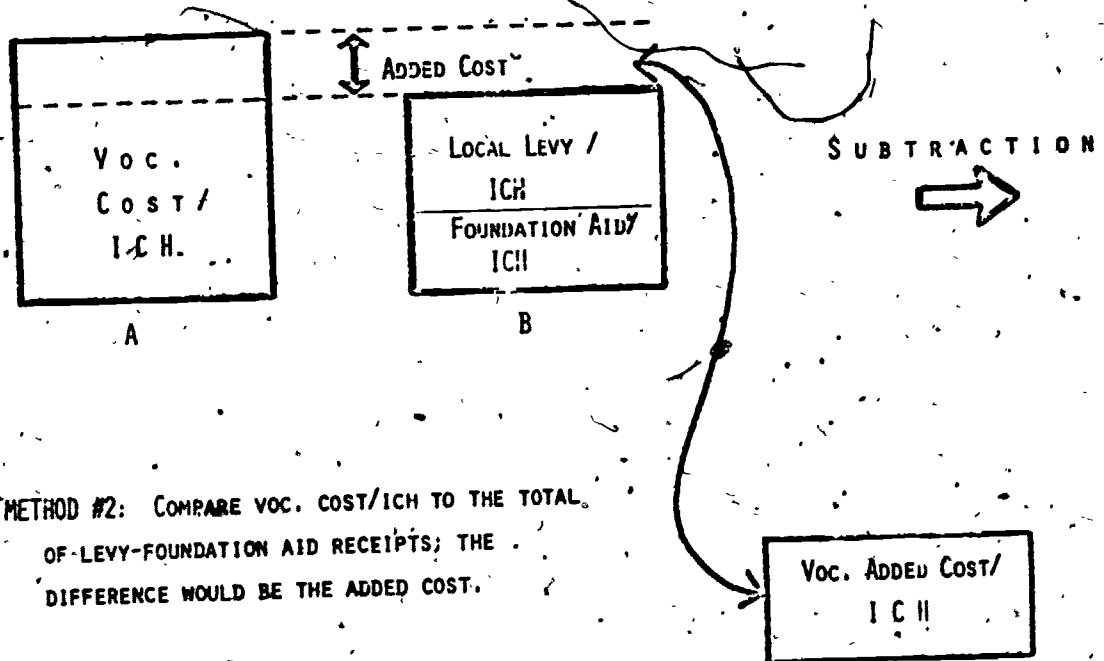 ADDED COST
VOC.
COST/
ICH.
A
LOCAL LEVY /
ICH
FOUNDATION AID/
ICH
B
SUBTRACTION
METHOD #2: COMPARE VOC. COST/ICH TO THE TOTAL
OF LEVY-FOUNDATION AID RECEIPTS; THE
DIFFERENCE WOULD BE THE ADDED COST.
VOC. ADDED COST/
ICH